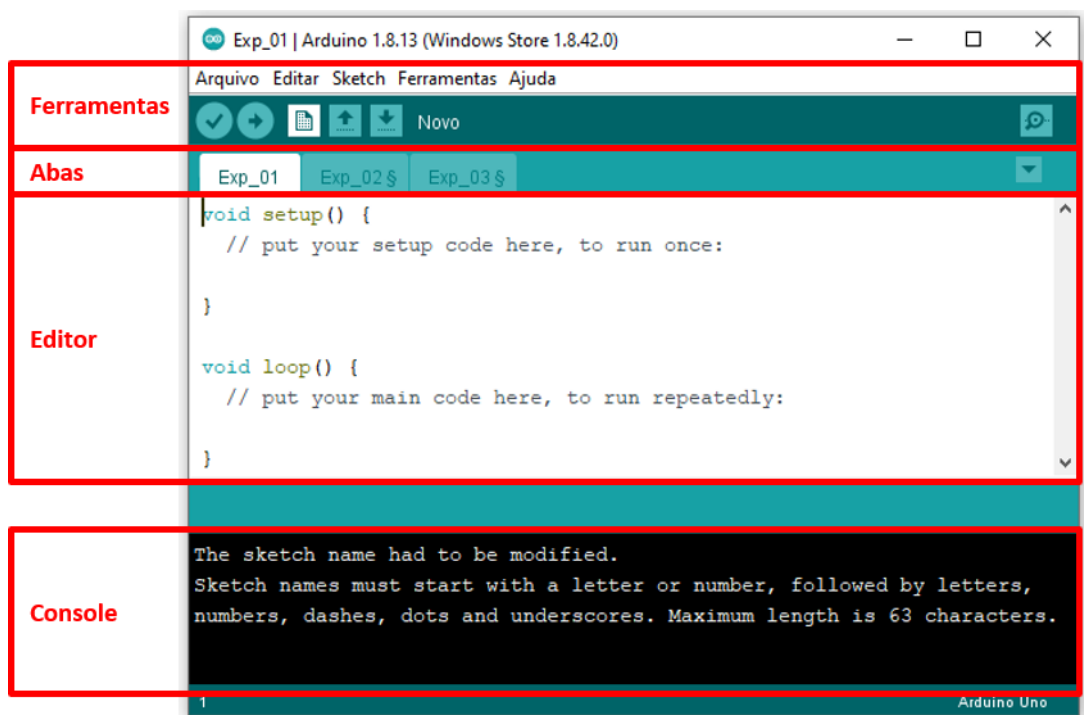 Exp_01 | Arduino 1.8.13 (Windows Store 1.8.42.0)
Arquivo Editar Sketch Ferramentas Ajuda
Ferramentas
Novo
Abas
Exp_01 Exp_02 § Exp_03 §
void setup() {
// put your setup code here, to run once:
}
Editor
void loop() {
// put your main code here, to run repeatedly:
}
The sketch name had to be modified.
Sketch names must start with a letter or number, followed by letters,
Console
numbers, dashes, dots and underscores. Maximum length is 63 characters.
1 Arduino Uno